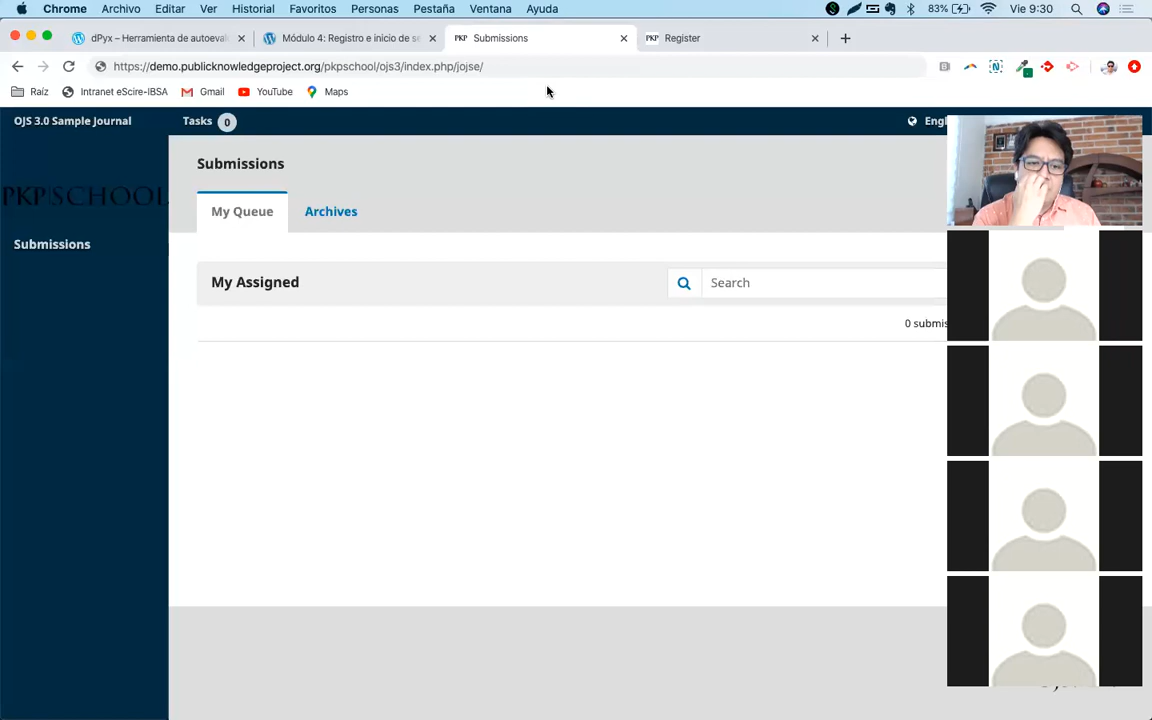 Chrome Archivo Editar Ver Historial Favoritos Personas Pestaña Ventana Ayuda 83% Vie 9:30
dPyx – Herramienta de autoeval
Módulo 4: Registro e inicio de se
PKP Submissions
PKP Register
https://demo.publicknowledgeproject.org/pkpschool/ojs3/index.php/jojse/
Raíz Intranet eScire-IBSA Gmail YouTube Maps
OJS 3.0 Sample Journal Tasks 0 Engl
Submissions
PKP|SCHOOL
My Queue Archives
Submissions
My Assigned Search
0 submis